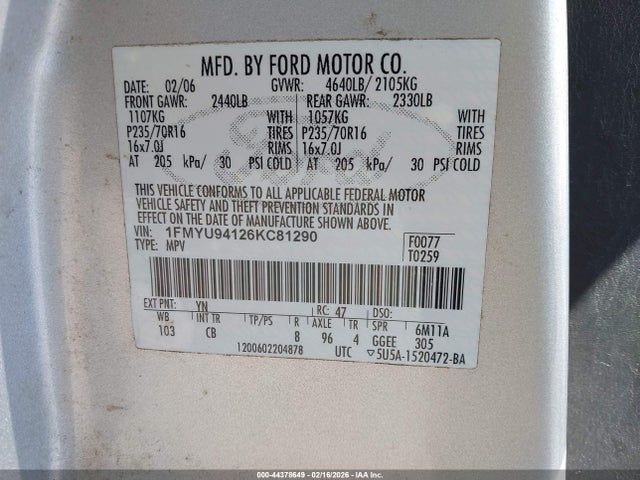 MFD. BY FORD MOTOR CO.
DATE: 02/06 GVWR: 4640LB/ 2105KG
FRONT GAWR: 2440LB REAR GAWR: 2330LB
1107KG WITH 1057KG WITH
P235/70R16 TIRES P235/70R16 TIRES
16x7.0J RIMS 16x7.0J RIMS
AT 205 kPa/ 30 PSI COLD AT 205 kPa/ 30 PSI COLD
THIS VEHICLE CONFORMS TO ALL APPLICABLE FEDERAL MOTOR
VEHICLE SAFETY AND THEFT PREVENTION STANDARDS IN
EFFECT ON THE DATE OF MANUFACTURE SHOWN ABOVE.
VIN: 1FMYU94126KC81290 F0077
TYPE: MPV T0259
EXT PNT: YN RC: 47 DSO:
WB INT TR TP/PS R AXLE TR SPR 6M11A
103 CB 8 96 4 GGEE 305
1200602204878 UTC ▽5U5A-1520472-BA
000-44378649 - 02/16/2026 - IAA Inc.